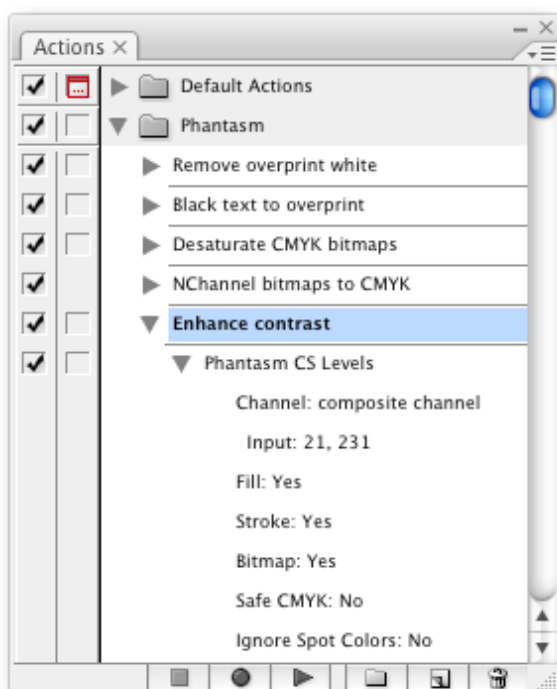 Actions
Default Actions
Phantasm
Remove overprint white
Black text to overprint
Desaturate CMYK bitmaps
NChannel bitmaps to CMYK
Enhance contrast
Phantasm CS Levels
Channel: composite channel
Input: 21, 231
Fill: Yes
Stroke: Yes
Bitmap: Yes
Safe CMYK: No
Ignore Spot Colors: No